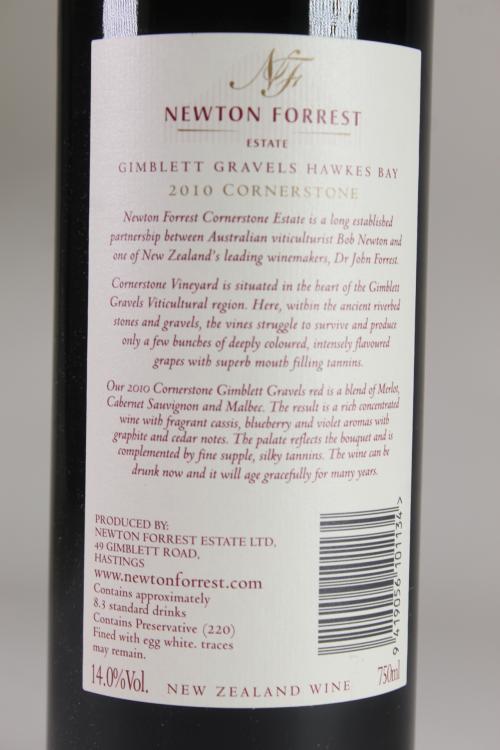 NF
NEWTON FORREST
ESTATE
GIMBLETT GRAVELS HAWKES BAY
2010 CORNERSTONE
Newton Forrest Cornerstone Estate is a long established
partnership between Australian viticulturist Bob Newton and
one of New Zealand's leading winemakers, Dr John Forrest.
Cornerstone Vineyard is situated in the heart of the Gimblett
Gravels Viticultural region. Here, within the ancient riverbed
stones and gravels, the vines struggle to survive and produce
only a few bunches of deeply coloured, intensely flavoured
grapes with superb mouth filling tannins.
Our 2010 Cornerstone Gimblett Gravels red is a blend of Merlot,
Cabernet Sauvignon and Malbec. The result is a rich concentrated
wine with fragrant cassis, blueberry and violet aromas with
graphite and cedar notes. The palate reflects the bouquet and is
complemented by fine supple, silky tannins. The wine can be
drunk now and it will age gracefully for many years.
PRODUCED BY:
NEWTON FORREST ESTATE LTD,
49 GIMBLETT ROAD,
HASTINGS
www.newtonforrest.com
Contains approximately
8.3 standard drinks
Contains Preservative (220)
Fined with egg white. traces
may remain.
9 419056 101134 >
14.0%Vol. NEW ZEALAND WINE 750ml